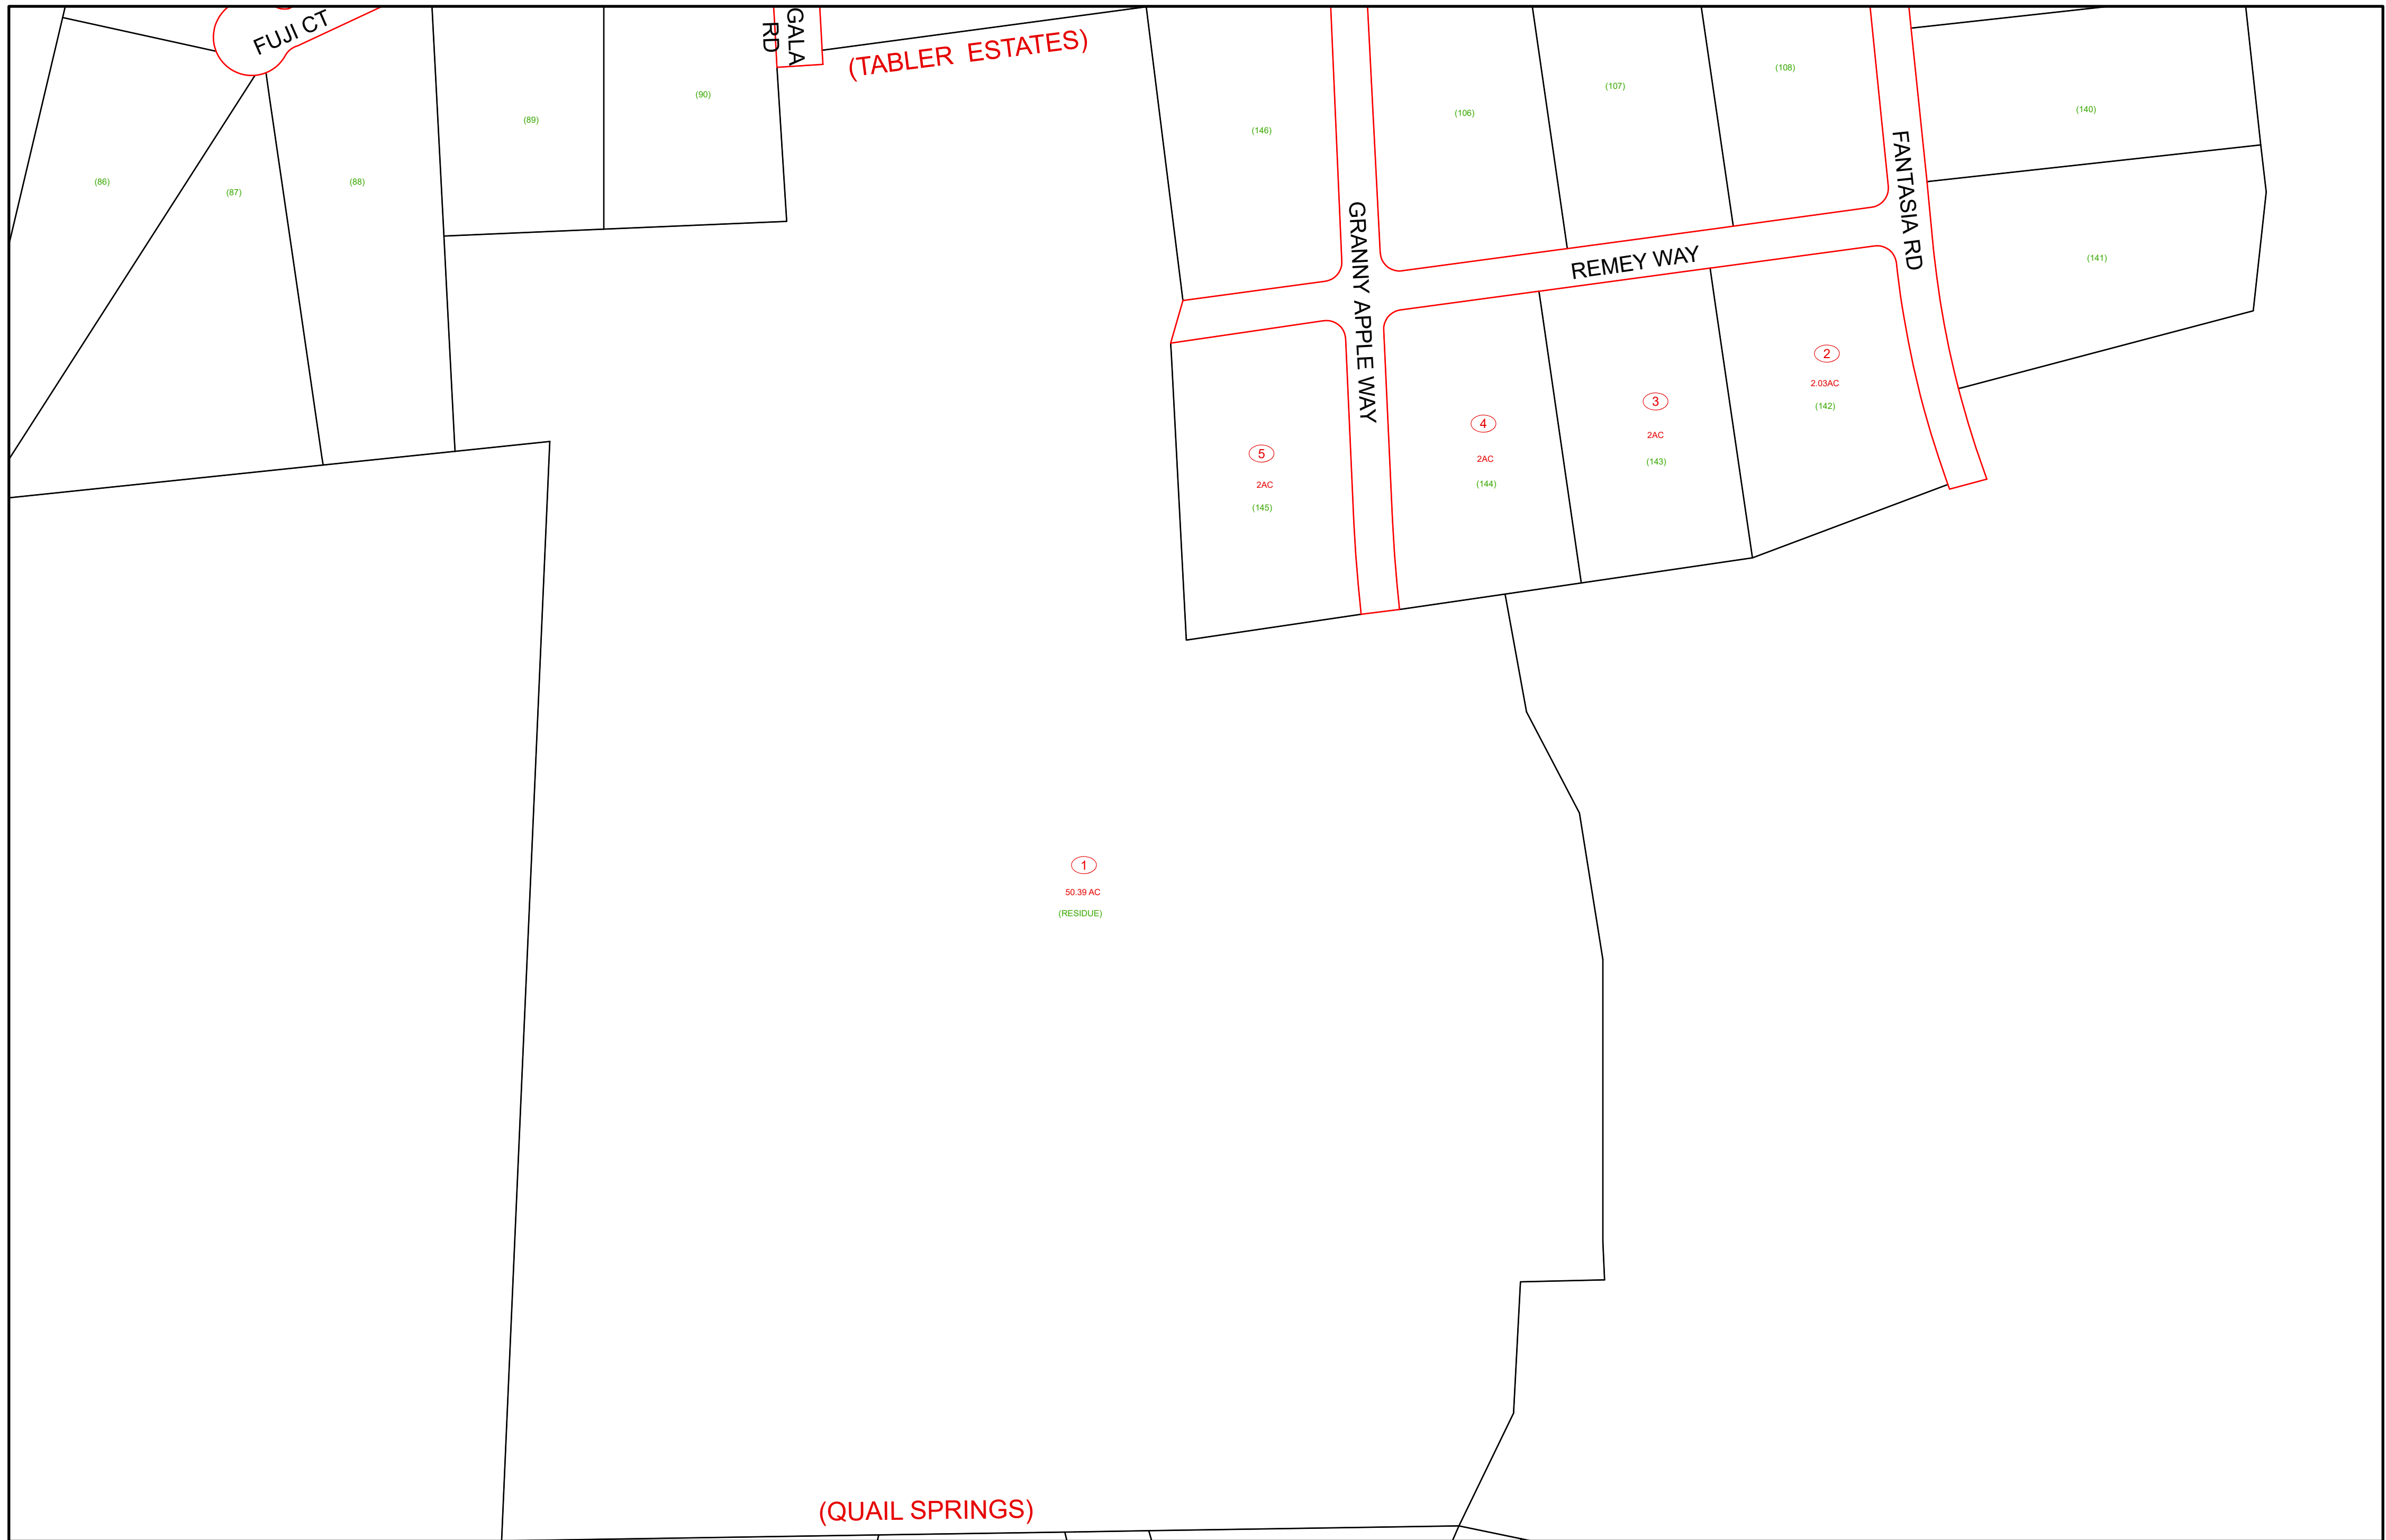 FUJI CT
GALA
RD
(TABLER ESTATES)
(86)
(87)
(88)
(89)
(90)
(146)
(106)
(107)
(108)
(140)
(141)
GRANNY APPLE WAY
REMEY WAY
FANTASIA RD
5
2AC
(145)
4
2AC
(144)
3
2AC
(143)
2
2.03AC
(142)
1
50.39 AC
(RESIDUE)
(QUAIL SPRINGS)